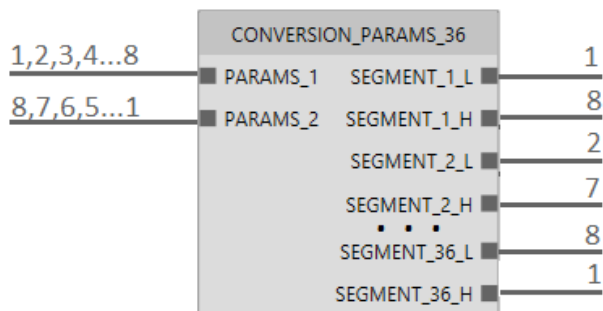 CONVERSION_PARAMS_36
1,2,3,4...8
PARAMS_1
SEGMENT_1_L
1
8,7,6,5...1
PARAMS_2
SEGMENT_1_H
8
SEGMENT_2_L
2
SEGMENT_2_H
7
. . .
SEGMENT_36_L
8
SEGMENT_36_H
1